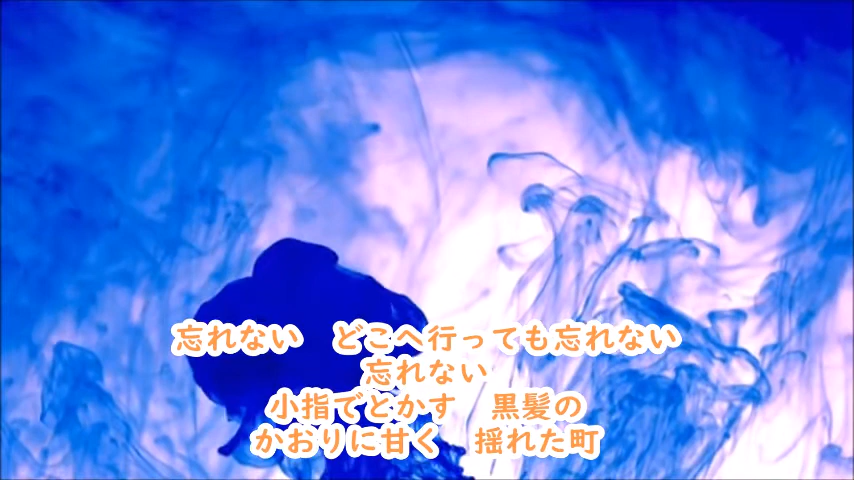 忘れない　どこへ行っても忘れない
忘れない
小指でとかす　黒髪の
かおりに甘く　揺れた町